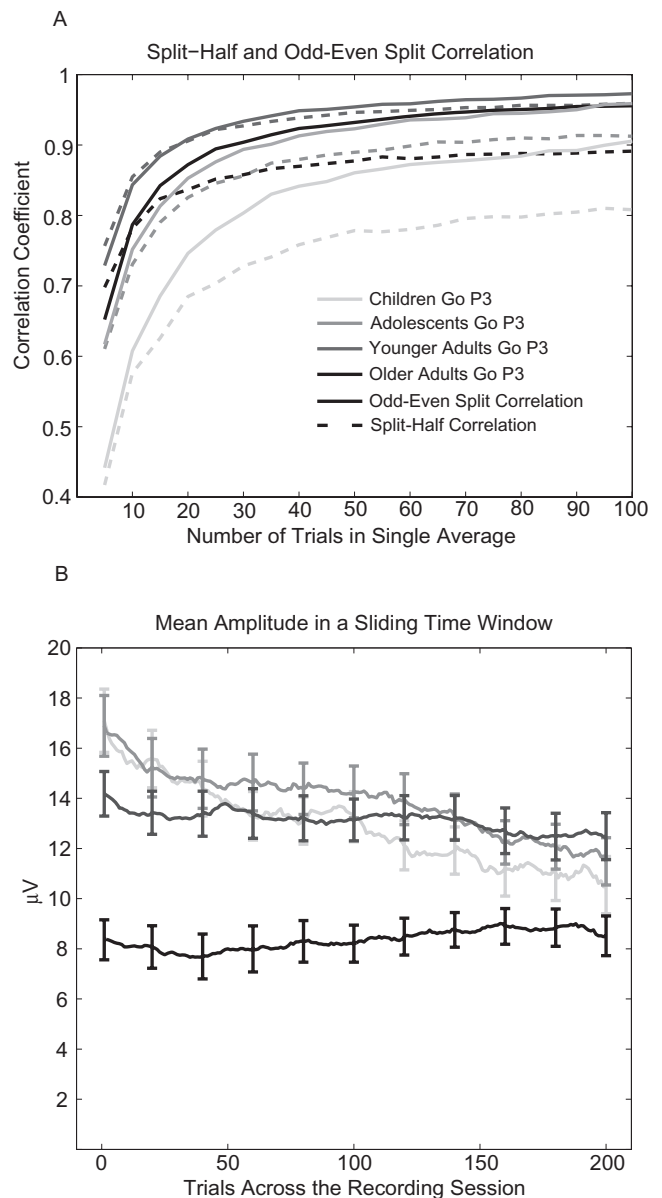 A
Split−Half and Odd−Even Split Correlation
1
0.9
0.8
0.7
0.6
0.5
0.4
Correlation Coefficient
Children Go P3
Adolescents Go P3
Younger Adults Go P3
Older Adults Go P3
Odd−Even Split Correlation
Split−Half Correlation
10 20 30 40 50 60 70 80 90 100
Number of Trials in Single Average
B
Mean Amplitude in a Sliding Time Window
20
18
16
14
12
10
8
6
4
2
μV
0 50 100 150 200
Trials Across the Recording Session